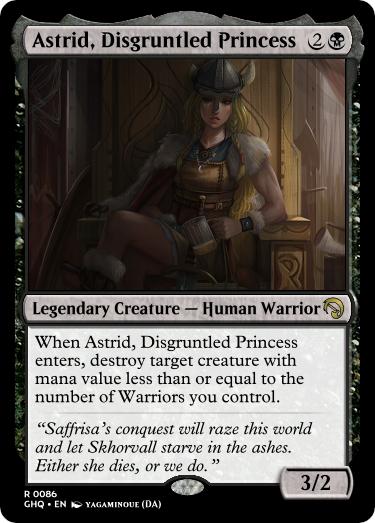 Astrid, Disgruntled Princess 2
Legendary Creature — Human Warrior
When Astrid, Disgruntled Princess
enters, destroy target creature with
mana value less than or equal to the
number of Warriors you control.
“Saffrisa’s conquest will raze this world
and let Skhorvall starve in the ashes.
Either she dies, or we do.”
3/2
R 0086
GHQ • EN YAGAMINOUE (DA)